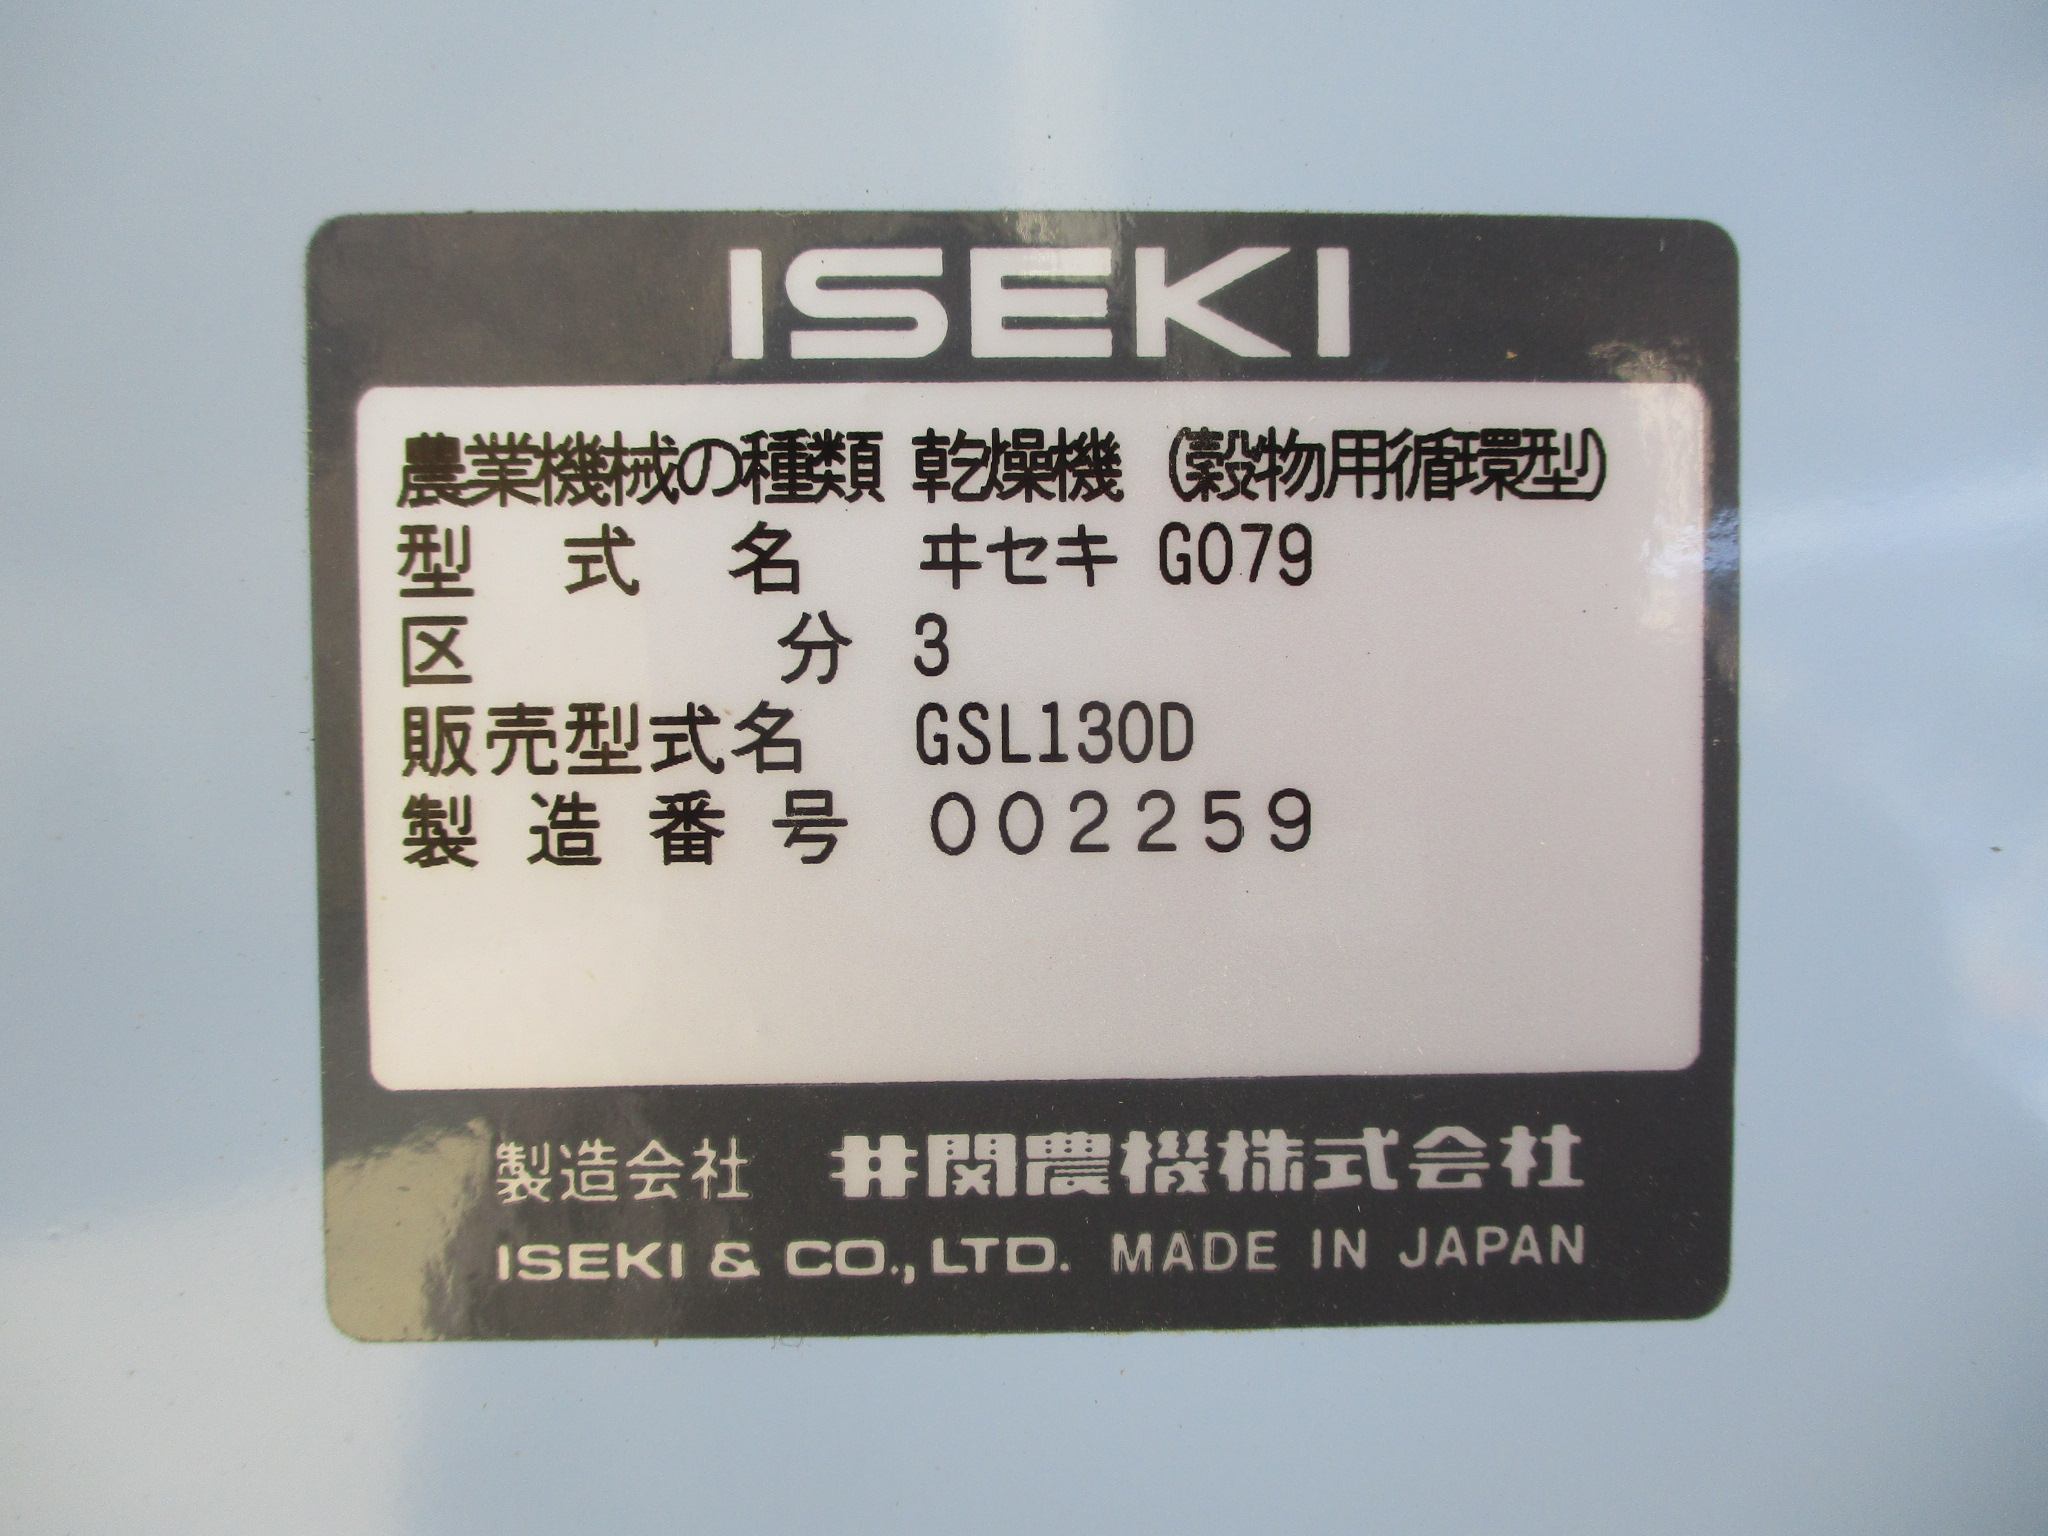 ISEKI
農業機械の種類 乾燥機 (穀物用循環型)
型式名 ヰセキ G079
区分 3
販売型式名 GSL130D
製造番号 002259
製造会社 井関農機株式会社
ISEKI & CO., LTD. MADE IN JAPAN